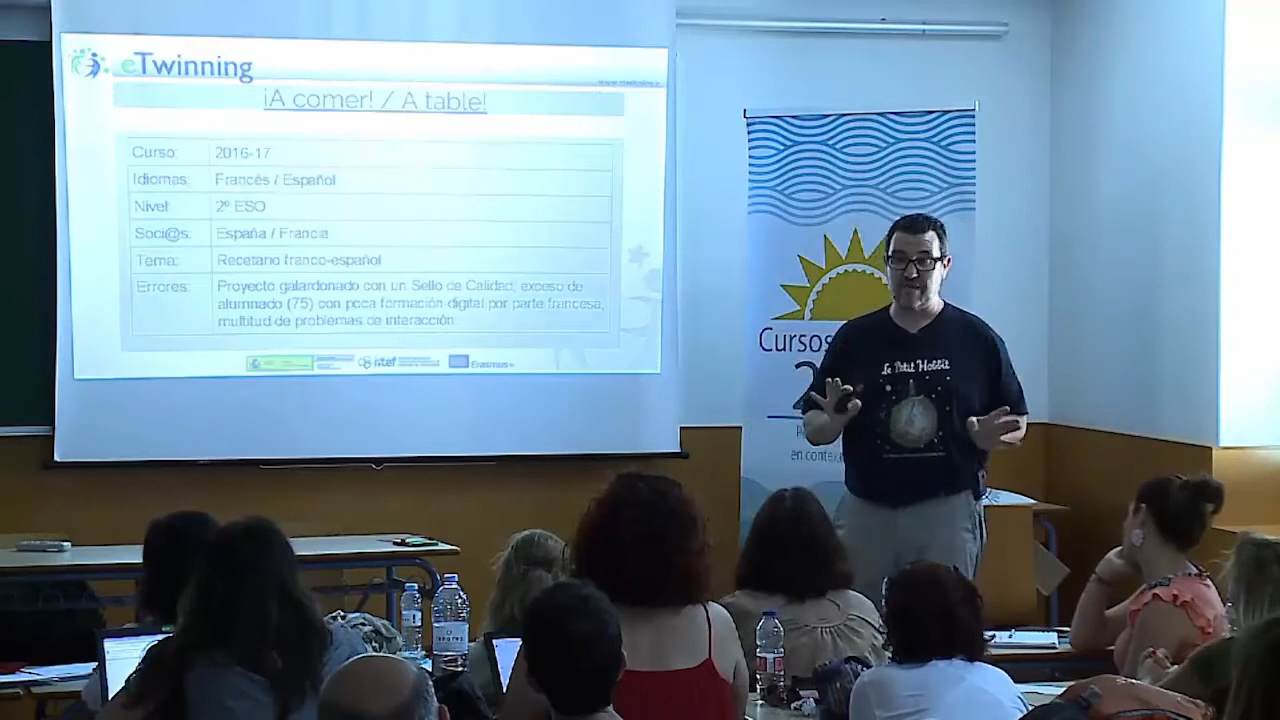 eTwinning
¡A comer! / À table!
Curso: 2016-17
Idiomas: Francés / Español
Nivel: 2º ESO
Soci@s: España / Francia
Tema: Recetario franco-español
Errores: Proyecto galardonado con un Sello de Calidad, exceso de
alumnado (75) con poca formación digital por parte francesa,
multitud de problemas de interacción.
intef
Erasmus+
Cursos
2
en
Le Petit Hobbit